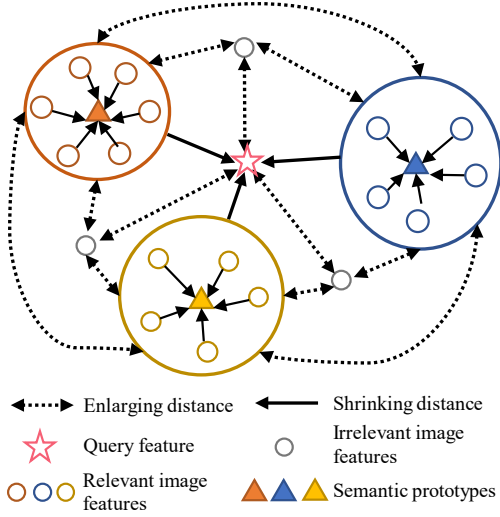 Enlarging distance
Shrinking distance
Query feature
Irrelevant image
features
Relevant image
features
Semantic prototypes